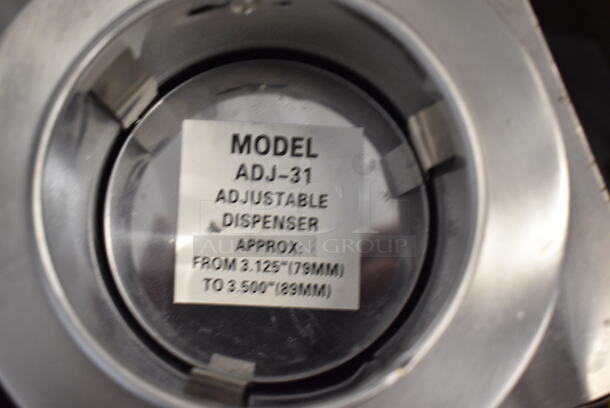 MODEL
ADJ-31
ADJUSTABLE
DISPENSER
APPROX:
FROM 3.125"(79MM)
TO 3.500"(89MM)